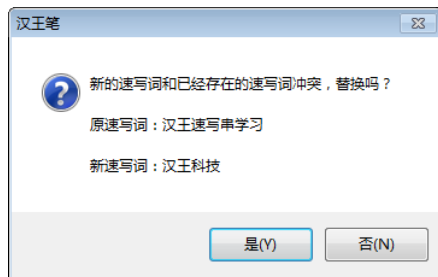 汉王笔
新的速写词和已经存在的速写词冲突，替换吗？
原速写词：汉王速写串学习
新速写词：汉王科技
是(Y) 否(N)